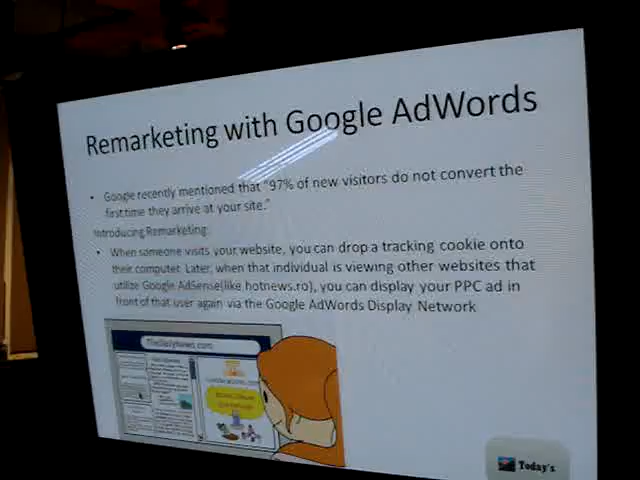 Remarketing with Google AdWords
• Google recently mentioned that "97% of new visitors do not convert the
first time they arrive at your site."
Introducing Remarketing:
• When someone visits your website, you can drop a tracking cookie onto
their computer. Later, when that individual is viewing other websites that
utilize Google AdSense(like hotnews.ro), you can display your PPC ad in
front of that user again via the Google AdWords Display Network
TheDailyNews.com
Today's